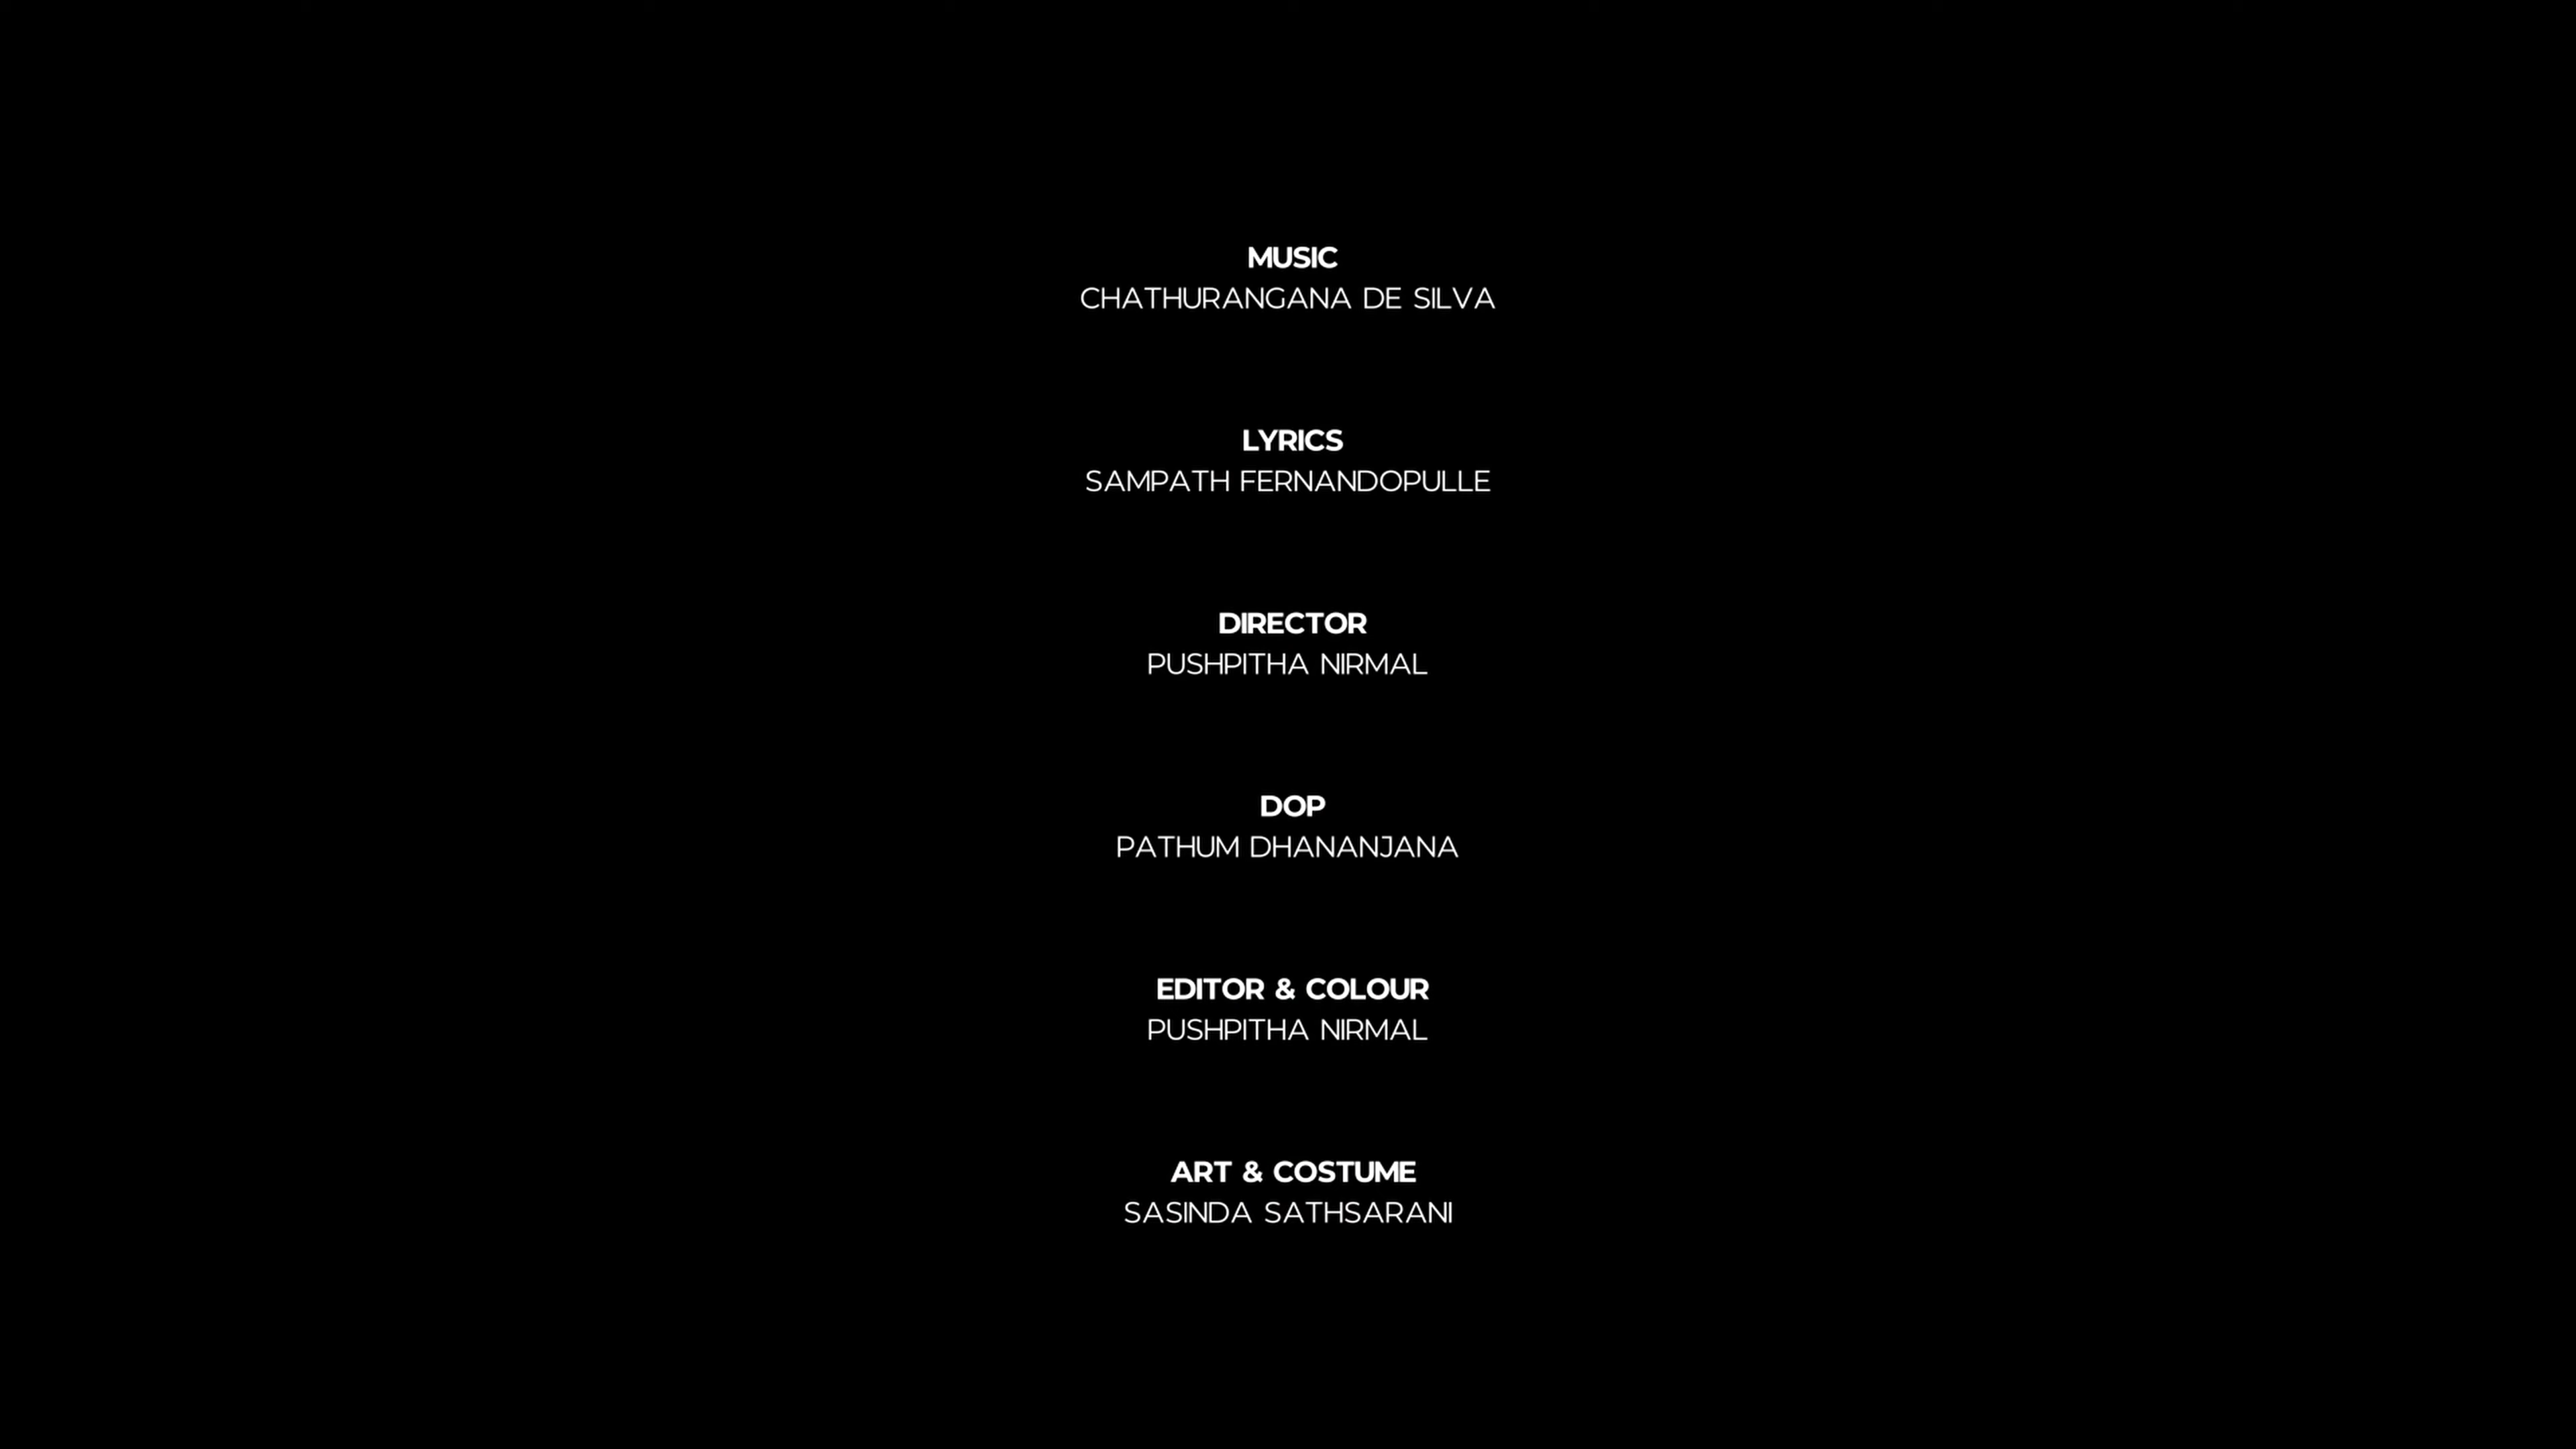 MUSIC
CHATHURANGANA DE SILVA
LYRICS
SAMPATH FERNANDOPULLE
DIRECTOR
PUSHPITHA NIRMAL
DOP
PATHUM DHANANJANA
EDITOR & COLOUR
PUSHPITHA NIRMAL
ART & COSTUME
SASINDA SATHSARANI